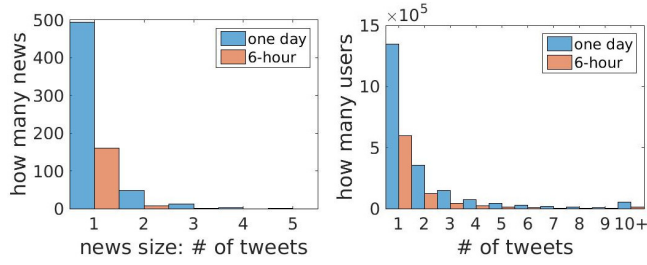 500
400
300
200
100
0
how many news
one day
6-hour
1 2 3 4 5
news size: # of tweets
×10⁵
15
10
5
0
how many users
one day
6-hour
1 2 3 4 5 6 7 8 9 10+
# of tweets